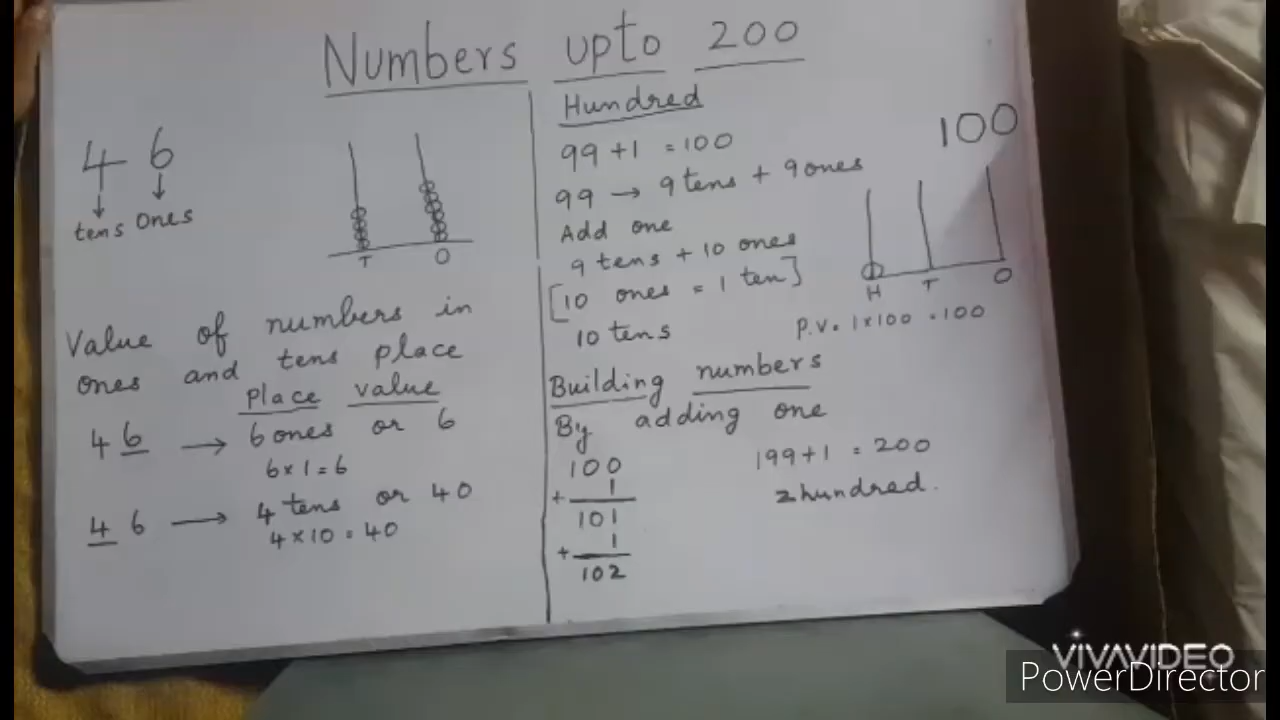 Numbers upto 200
4 6
tens Ones
T O
Value of numbers in
ones and tens place
Place value
4 6 → 6 ones or 6
6 x 1 = 6
4 6 → 4 tens or 40
4 x 10 = 40
Hundred
99 + 1 = 100
99 → 9 tens + 9 ones
Add one
9 tens + 10 ones
[10 ones = 1 ten]
10 tens
100
H T O
P.V. = 1 x 100 = 100
Building numbers
By adding one
100
+ 1
101
+ 1
102
199 + 1 = 200
2 hundred.
VIVAVIDEO
PowerDirector